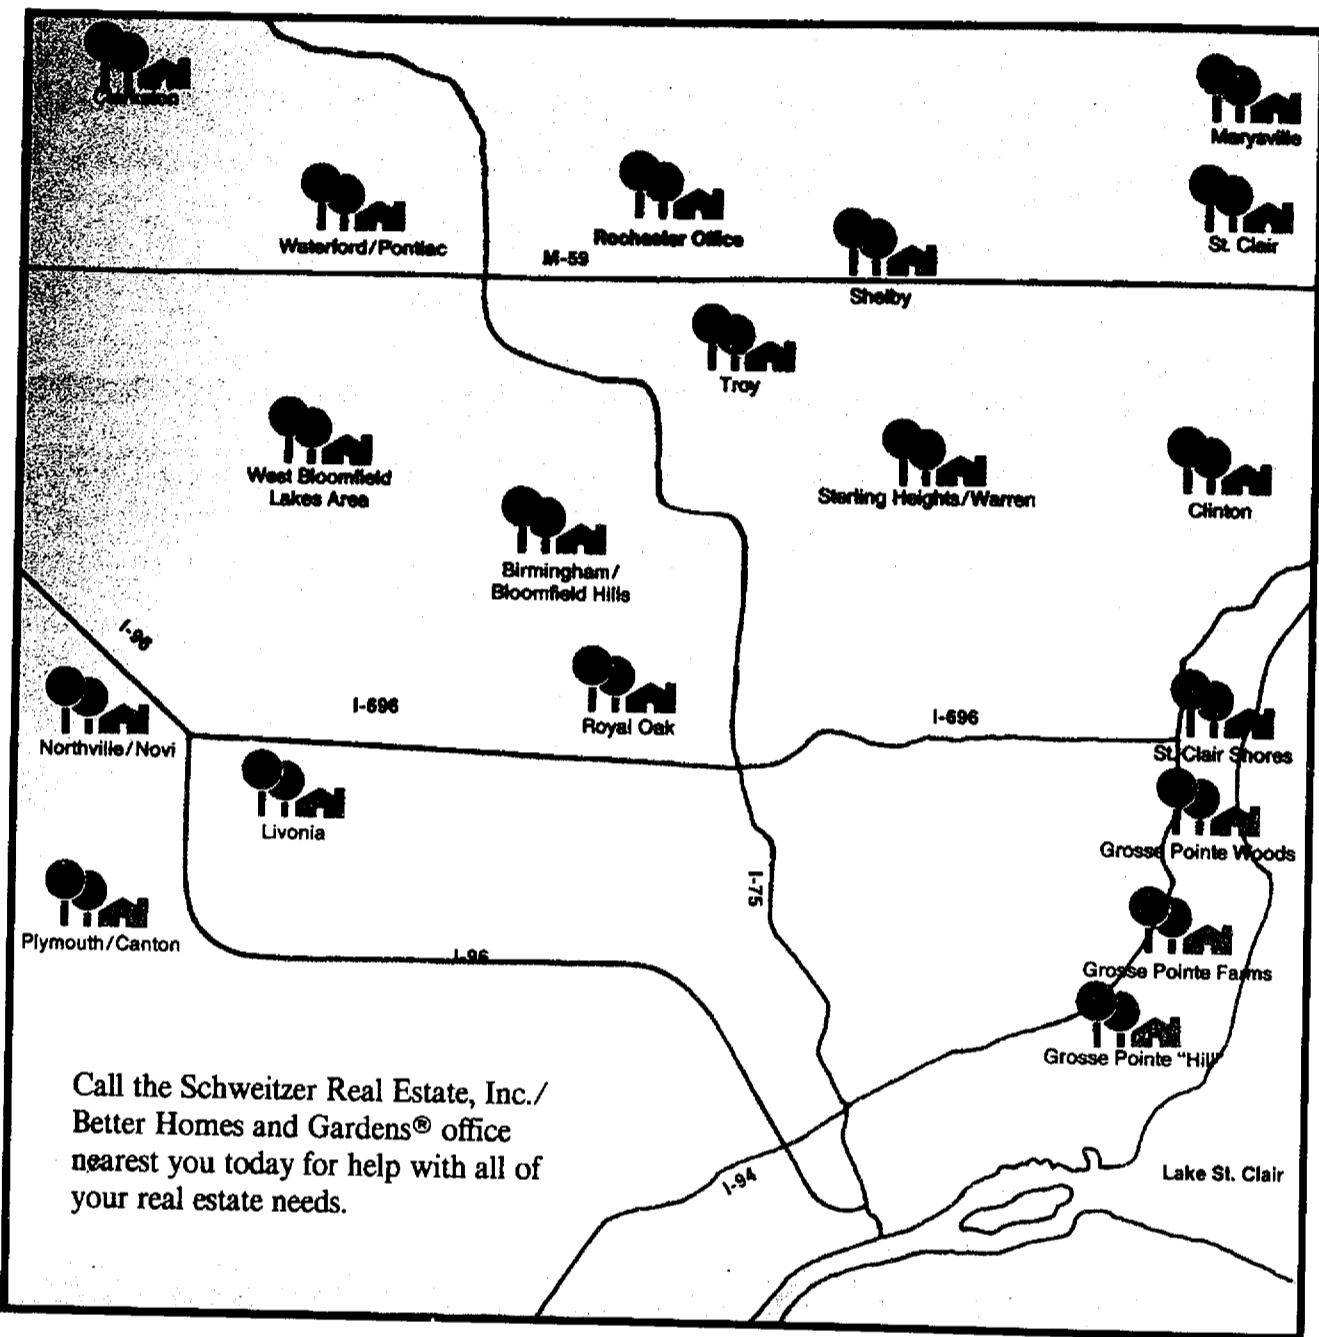 Clarkston
Marysville
Waterford/Pontiac
Rochester Office
St. Clair
M-59
Shelby
Troy
West Bloomfield
Lakes Area
Sterling Heights/Warren
Clinton
Birmingham/
Bloomfield Hills
I-96
I-696
Royal Oak
I-696
Northville/Novi
St. Clair Shores
Livonia
Grosse Pointe Woods
I-75
Plymouth/Canton
I-96
Grosse Pointe Farms
Grosse Pointe "Hill"
Call the Schweitzer Real Estate, Inc./
Better Homes and Gardens® office
nearest you today for help with all of
your real estate needs.
I-94
Lake St. Clair